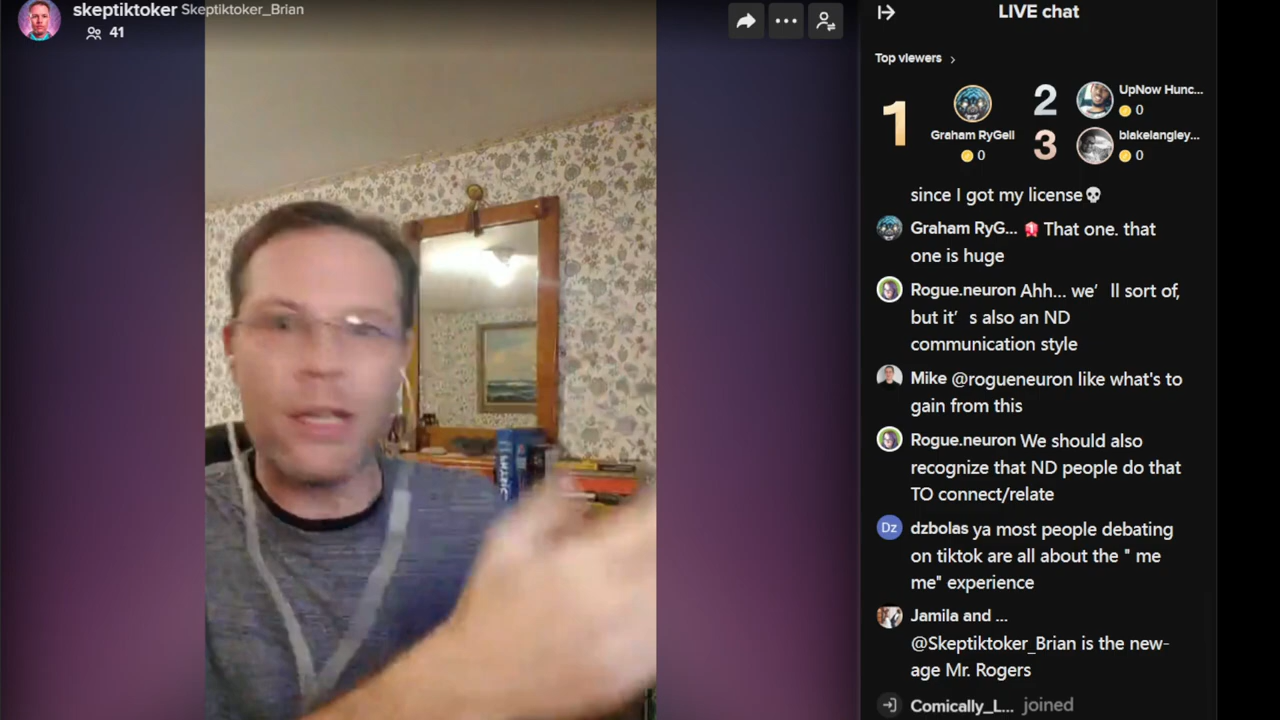 skeptiktoker Skeptiktoker_Brian
41
LIVE chat
Top viewers
1
Graham RyGell
0
2
UpNow Hunc...
0
3
blakelangley...
0
since I got my license💀
Graham RyG... That one. that
one is huge
Rogue.neuron Ahh... we’ll sort of,
but it’s also an ND
communication style
Mike @rogueneuron like what's to
gain from this
Rogue.neuron We should also
recognize that ND people do that
TO connect/relate
Dz dzbolas ya most people debating
on tiktok are all about the " me
me" experience
Jamila and ...
@Skeptiktoker_Brian is the new-
age Mr. Rogers
Comically_L... joined